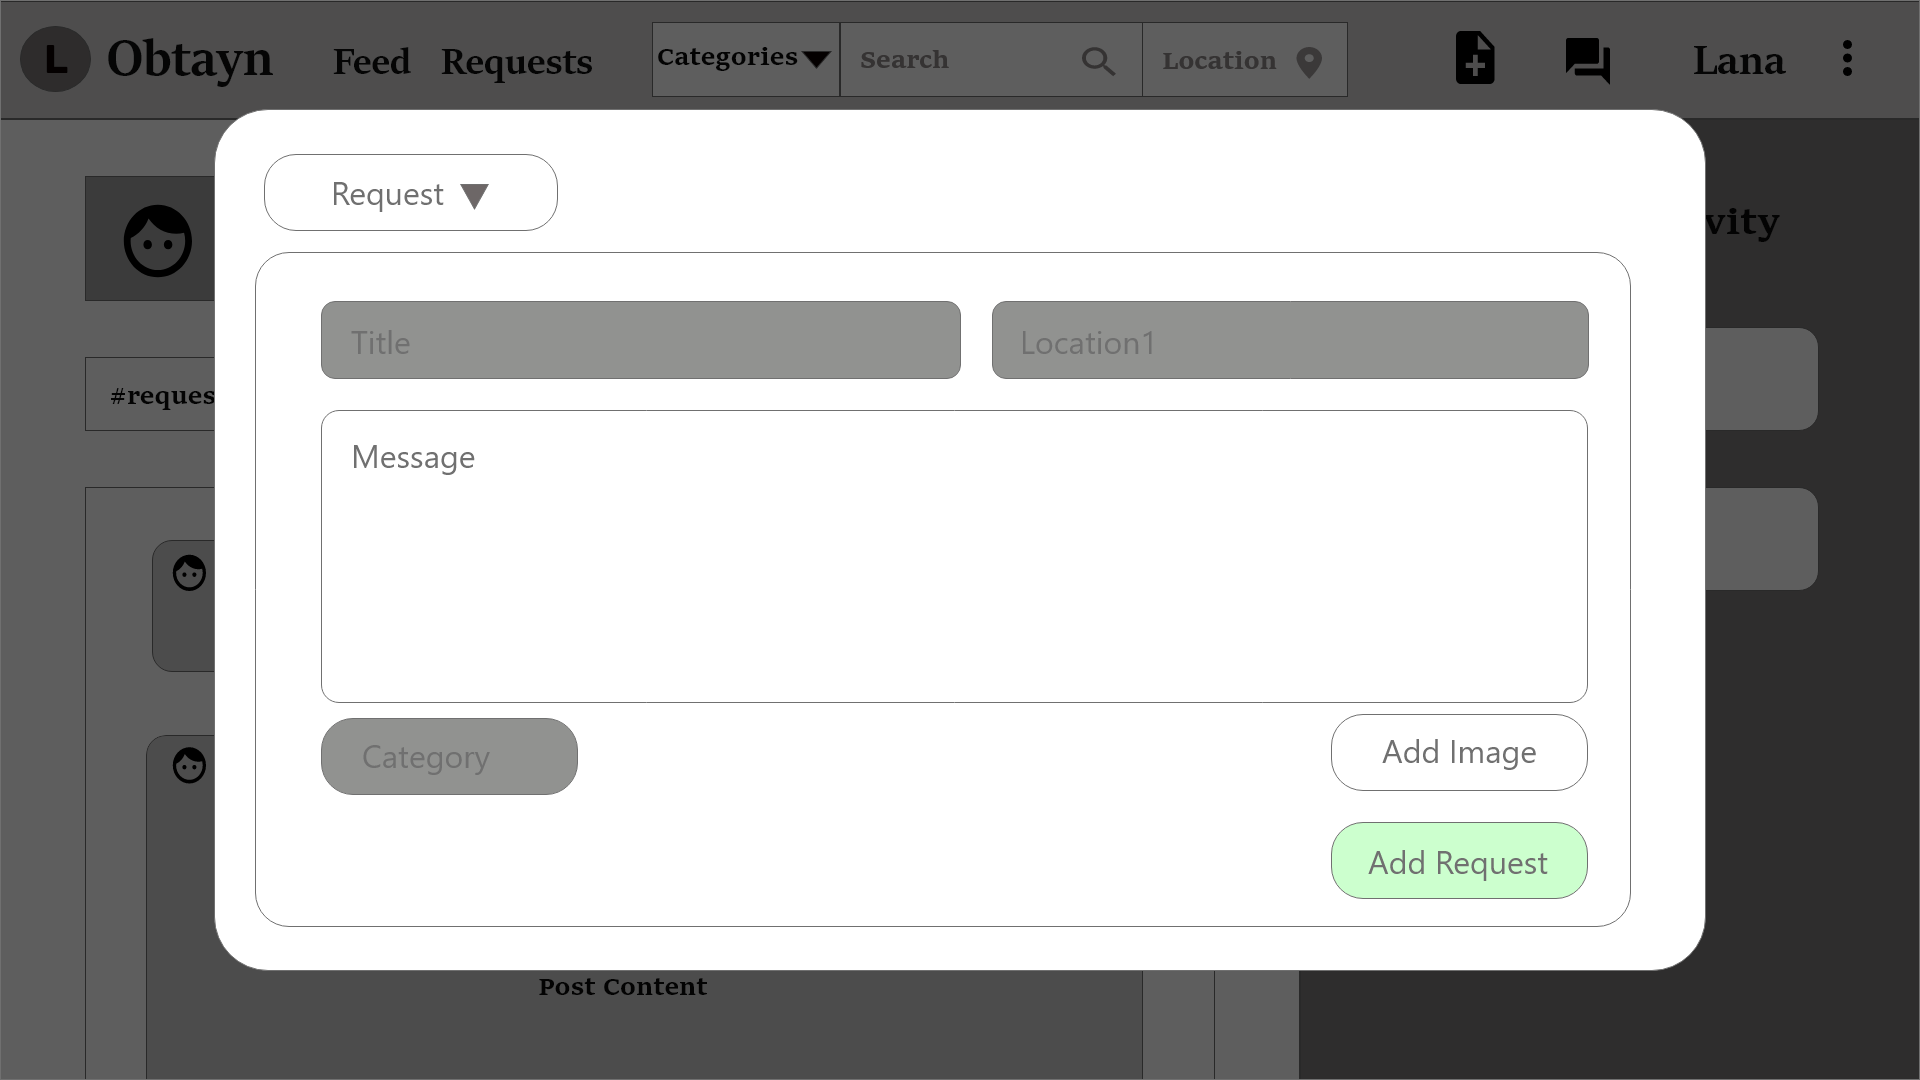 L Obtayn Feed Requests Categories Search Location Lana
vity
Request
Title Location1
#reques
Message
Category Add Image
Add Request
Post Content